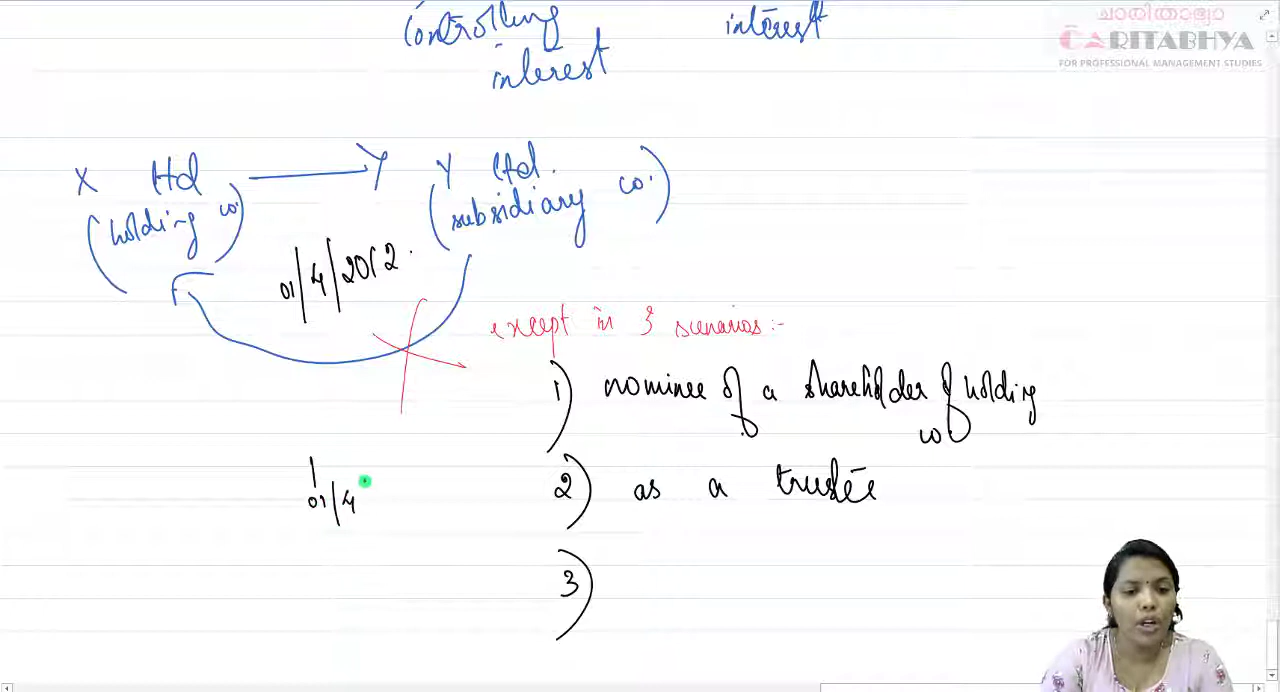 controlling interest
interest
ചാരിതാഭ്യാ
CARITABHYA
FOR PROFESSIONAL MANAGEMENT STUDIES
X Ltd Y Ltd.
(holding co.) (subsidiary co.)
01/4/2012.
except in 3 scenarios:-
1) nominee of a shareholder of holding
co
2) as a trustee
01/4
3)